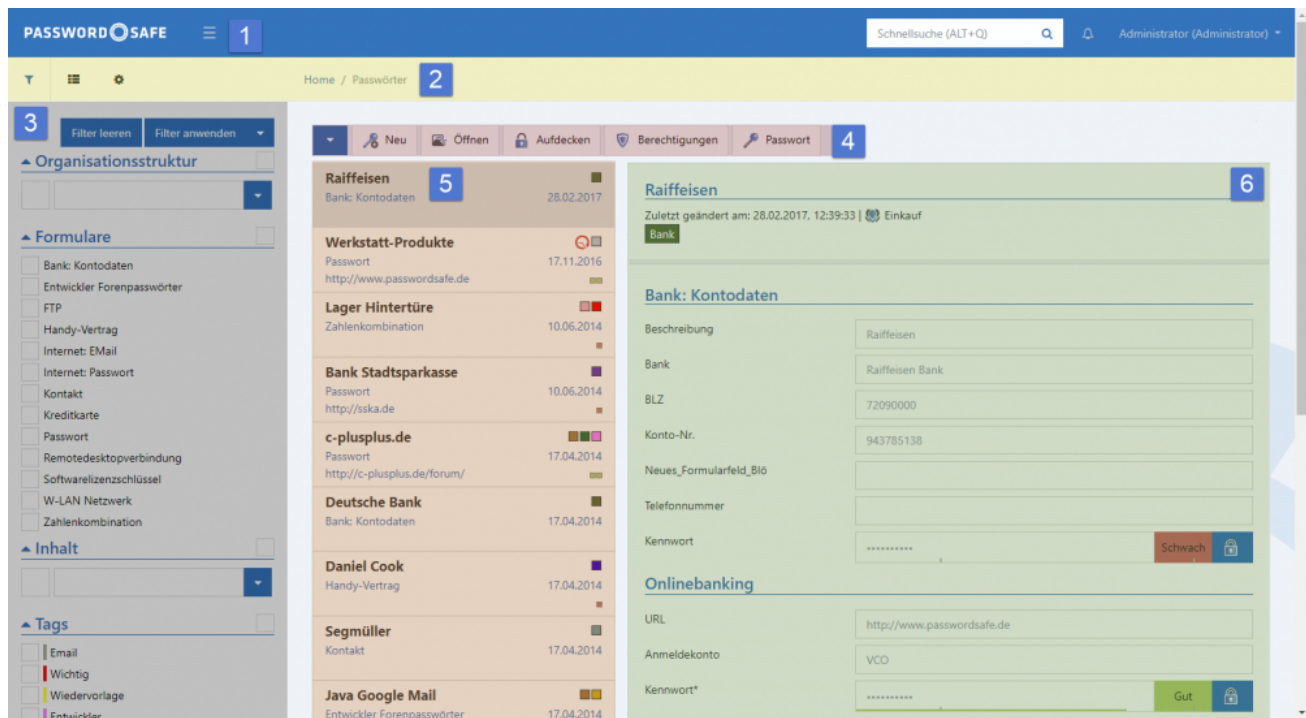 PASSWORD SAFE
1
Schnellsuche (ALT+Q)
Administrator (Administrator)
Home / Passwörter
2
3
Filter leeren
Filter anwenden
Organisationsstruktur
Formulare
Bank: Kontodaten
Entwickler Forenpasswörter
FTP
Handy-Vertrag
Internet: EMail
Internet: Passwort
Kontakt
Kreditkarte
Passwort
Remotedesktopverbindung
Softwarelizenzschlüssel
W-LAN Netzwerk
Zahlenkombination
Inhalt
Tags
Email
Wichtig
Wiedervorlage
Entwickler
Neu
Öffnen
Aufdecken
Berechtigungen
Passwort
4
Raiffeisen
5
Bank: Kontodaten
28.02.2017
Werkstatt-Produkte
Passwort
17.11.2016
http://www.passwordsafe.de
Lager Hintertüre
Zahlenkombination
10.06.2014
Bank Stadtsparkasse
Passwort
10.06.2014
http://sska.de
c-plusplus.de
Passwort
17.04.2014
http://c-plusplus.de/forum/
Deutsche Bank
Bank: Kontodaten
17.04.2014
Daniel Cook
Handy-Vertrag
17.04.2014
Segmüller
Kontakt
17.04.2014
Java Google Mail
Entwickler Forenpasswörter
17.04.2014
6
Raiffeisen
Zuletzt geändert am: 28.02.2017, 12:39:33 | Einkauf
Bank
Bank: Kontodaten
Beschreibung
Raiffeisen
Bank
Raiffeisen Bank
BLZ
72090000
Konto-Nr.
943785138
Neues_Formularfeld_Blö
Telefonnummer
Kennwort
••••••••••
Schwach
Onlinebanking
URL
http://www.passwordsafe.de
Anmeldekonto
VCO
Kennwort*
••••••••••
Gut